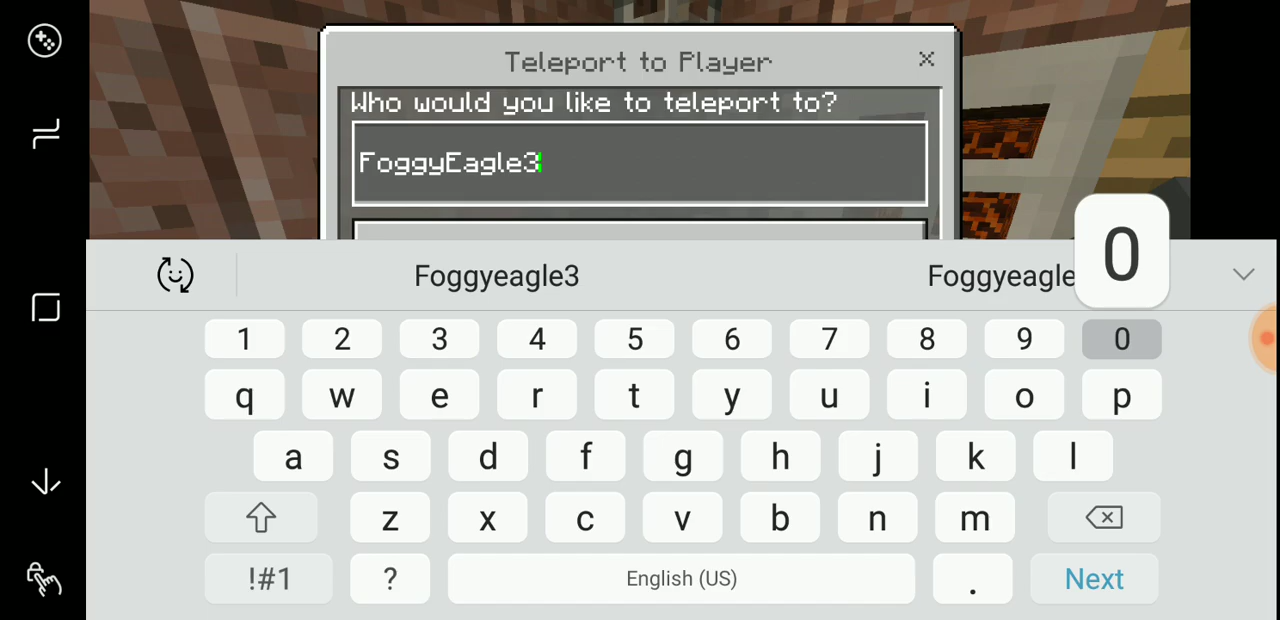 Teleport to Player
Who would you like to teleport to?
FoggyEagle3
0
Foggyeagle3 Foggyeagle
1 2 3 4 5 6 7 8 9 0
q w e r t y u i o p
a s d f g h j k l
z x c v b n m
!#1 ? English (US) . Next